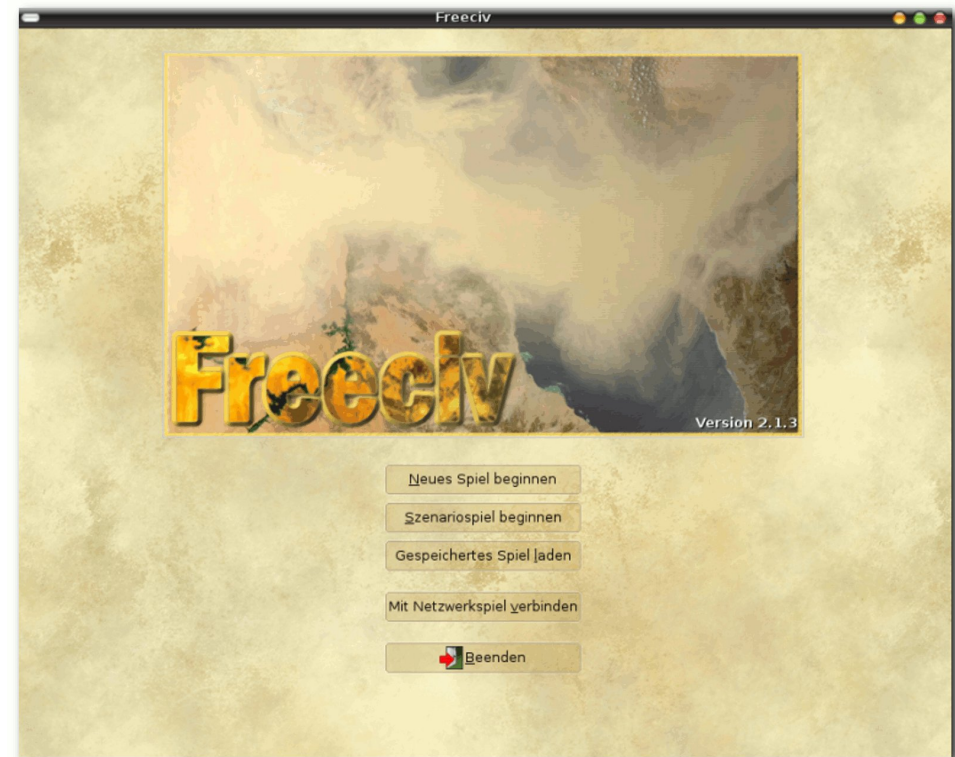 Freeciv
Freeciv
Version 2.1.3
Neues Spiel beginnen
Szenariospiel beginnen
Gespeichertes Spiel laden
Mit Netzwerkspiel verbinden
Beenden